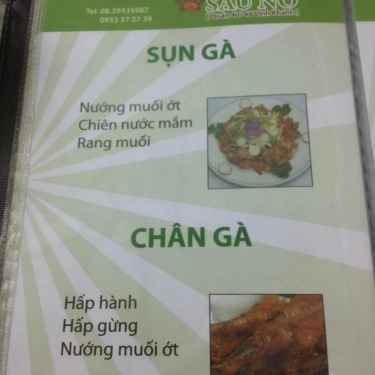 Tel: 08.39435987
0933 37 37 39
SÁU NỞ
SỤN GÀ
Nướng muối ớt
Chiên nước mắm
Rang muối
CHÂN GÀ
Hấp hành
Hấp gừng
Nướng muối ớt